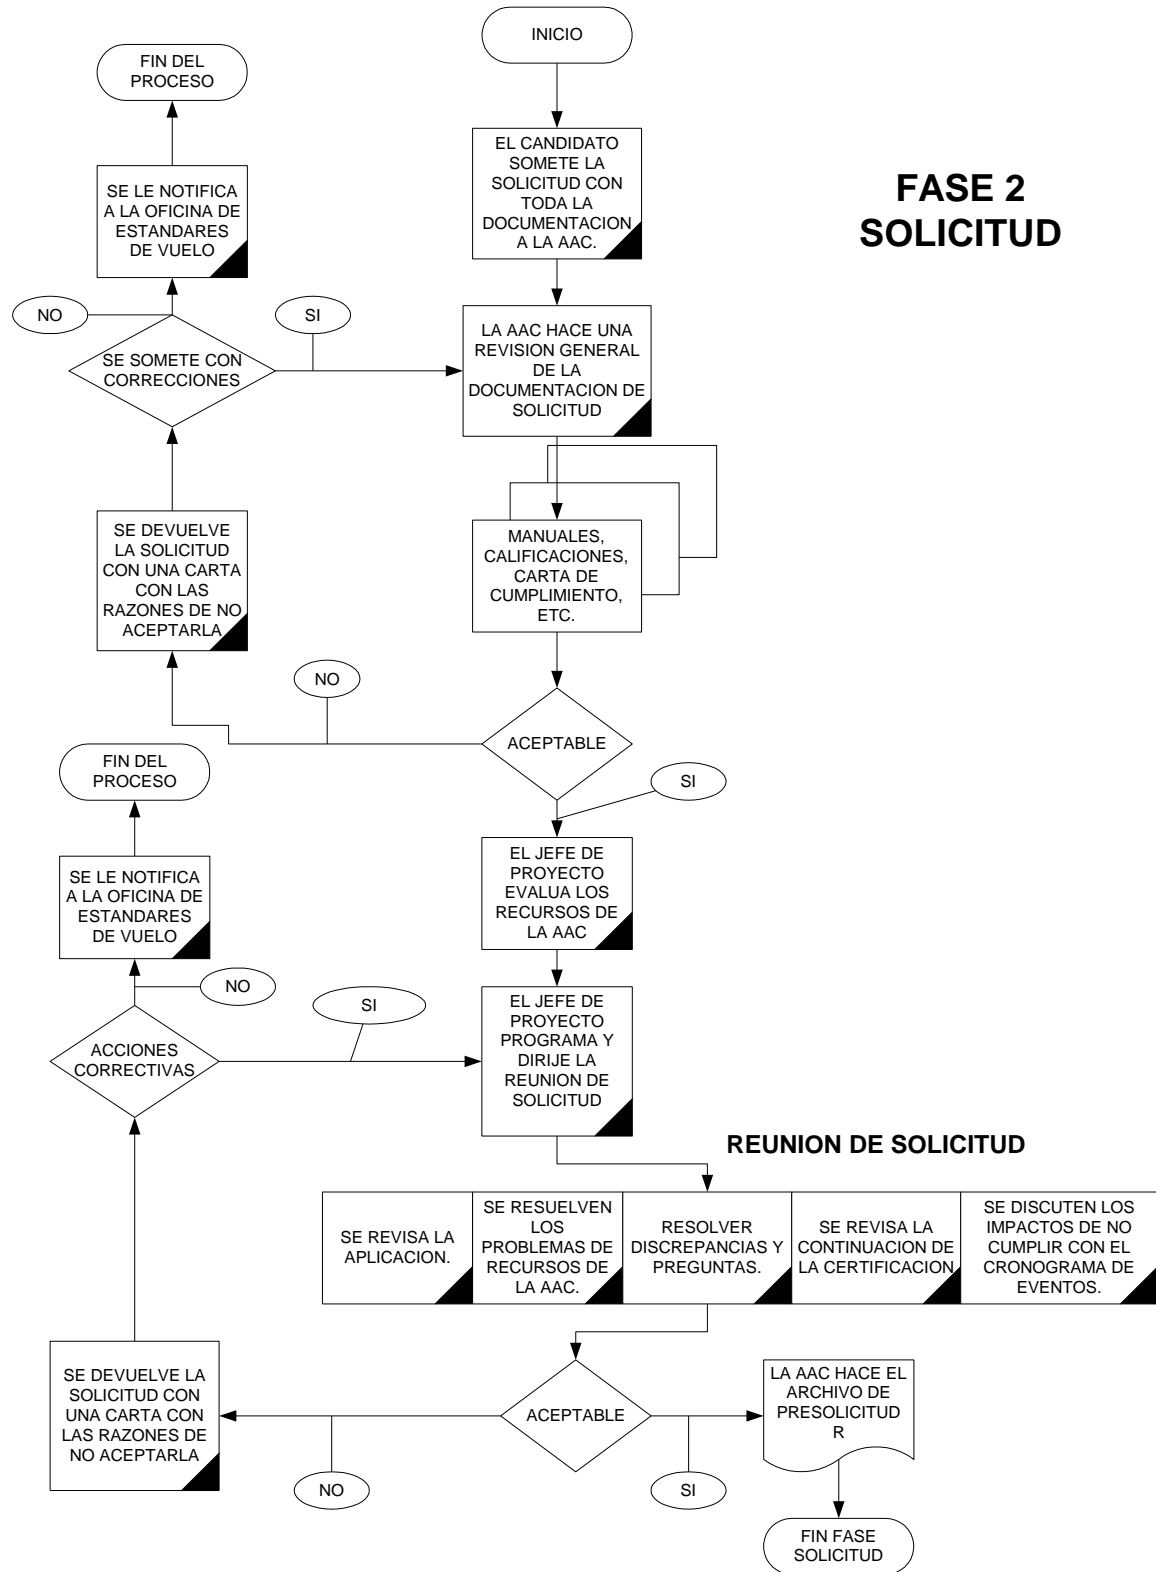 INICIO
FIN DEL
PROCESO
EL CANDIDATO
SOMETE LA
SOLICITUD CON
TODA LA
DOCUMENTACION
A LA AAC.
FASE 2
SOLICITUD
SE LE NOTIFICA
A LA OFICINA DE
ESTANDARES
DE VUELO
NO
SI
SE SOMETE CON
CORRECCIONES
LA AAC HACE UNA
REVISION GENERAL
DE LA
DOCUMENTACION DE
SOLICITUD
SE DEVUELVE
LA SOLICITUD
CON UNA CARTA
CON LAS
RAZONES DE NO
ACEPTARLA
MANUALES,
CALIFICACIONES,
CARTA DE
CUMPLIMIENTO,
ETC.
NO
ACEPTABLE
SI
FIN DEL
PROCESO
SE LE NOTIFICA
A LA OFICINA DE
ESTANDARES
DE VUELO
EL JEFE DE
PROYECTO
EVALUA LOS
RECURSOS DE
LA AAC
NO
SI
ACCIONES
CORRECTIVAS
EL JEFE DE
PROYECTO
PROGRAMA Y
DIRIJE LA
REUNION DE
SOLICITUD
REUNION DE SOLICITUD
SE REVISA LA
APLICACION.
SE RESUELVEN
LOS
PROBLEMAS DE
RECURSOS DE
LA AAC.
RESOLVER
DISCREPANCIAS Y
PREGUNTAS.
SE REVISA LA
CONTINUACION DE
LA CERTIFICACION
SE DISCUTEN LOS
IMPACTOS DE NO
CUMPLIR CON EL
CRONOGRAMA DE
EVENTOS.
SE DEVUELVE LA
SOLICITUD CON
UNA CARTA CON
LAS RAZONES DE
NO ACEPTARLA
ACEPTABLE
LA AAC HACE EL
ARCHIVO DE
PRESOLICITUD
R
NO
SI
FIN FASE
SOLICITUD